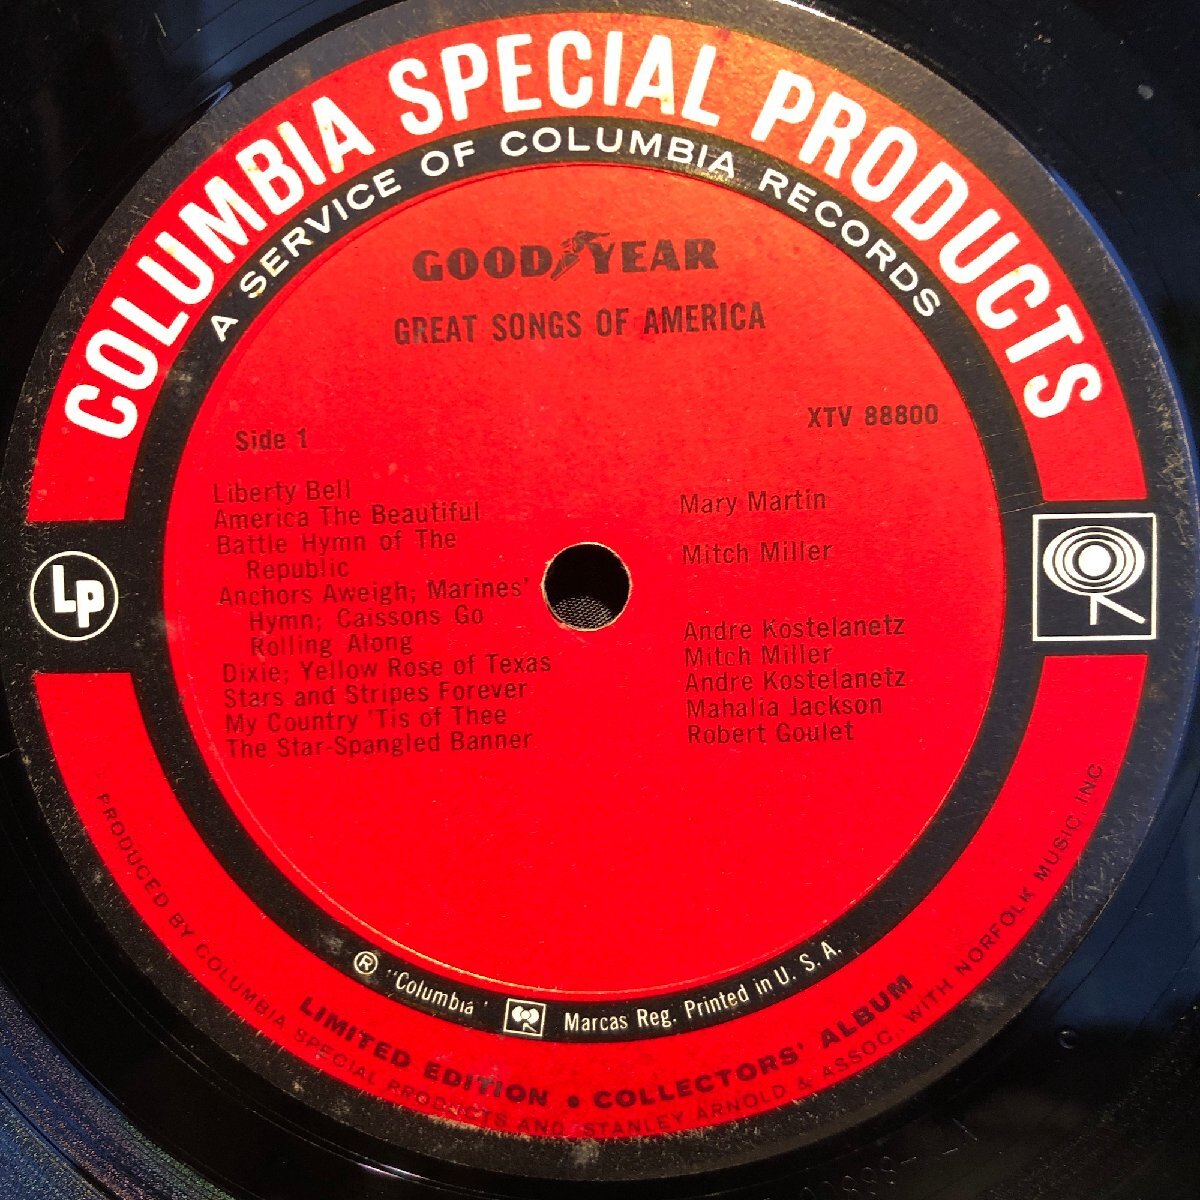 COLUMBIA SPECIAL PRODUCTS
A SERVICE OF COLUMBIA RECORDS
GOODYEAR
GREAT SONGS OF AMERICA
XTV 88800
Side 1
Liberty Bell
America The Beautiful Mary Martin
Battle Hymn of The
Republic Mitch Miller
Anchors Aweigh; Marines'
Hymn; Caissons Go
Rolling Along Andre Kostelanetz
Dixie; Yellow Rose of Texas Mitch Miller
Stars and Stripes Forever Andre Kostelanetz
My Country 'Tis of Thee Mahalia Jackson
The Star-Spangled Banner Robert Goulet
LP
® "Columbia" Marcas Reg. Printed in U. S. A.
LIMITED EDITION • COLLECTORS' ALBUM
PRODUCED BY COLUMBIA SPECIAL PRODUCTS AND STANLEY ARNOLD & ASSOC., WITH NORFOLK MUSIC INC